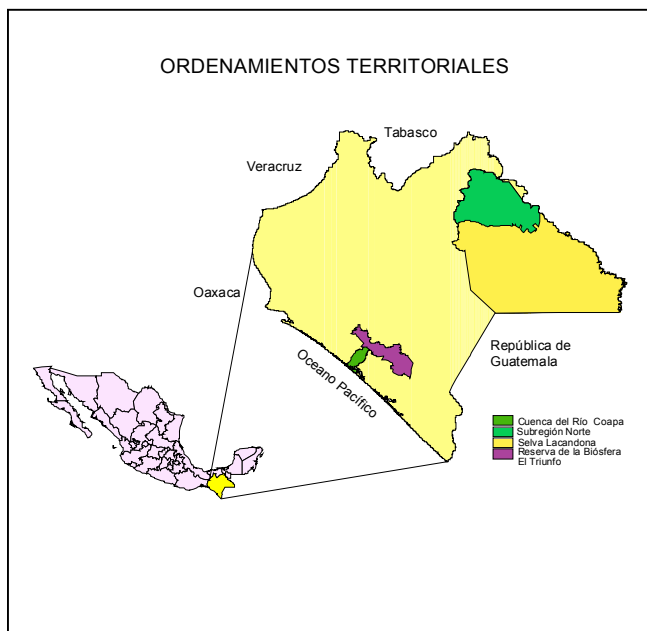 ORDENAMIENTOS TERRITORIALES
Tabasco
Veracruz
Oaxaca
Oceano Pacífico
República de
Guatemala
Cuenca del Río Coapa
Subregión Norte
Selva Lacandona
Reserva de la Biósfera
El Triunfo